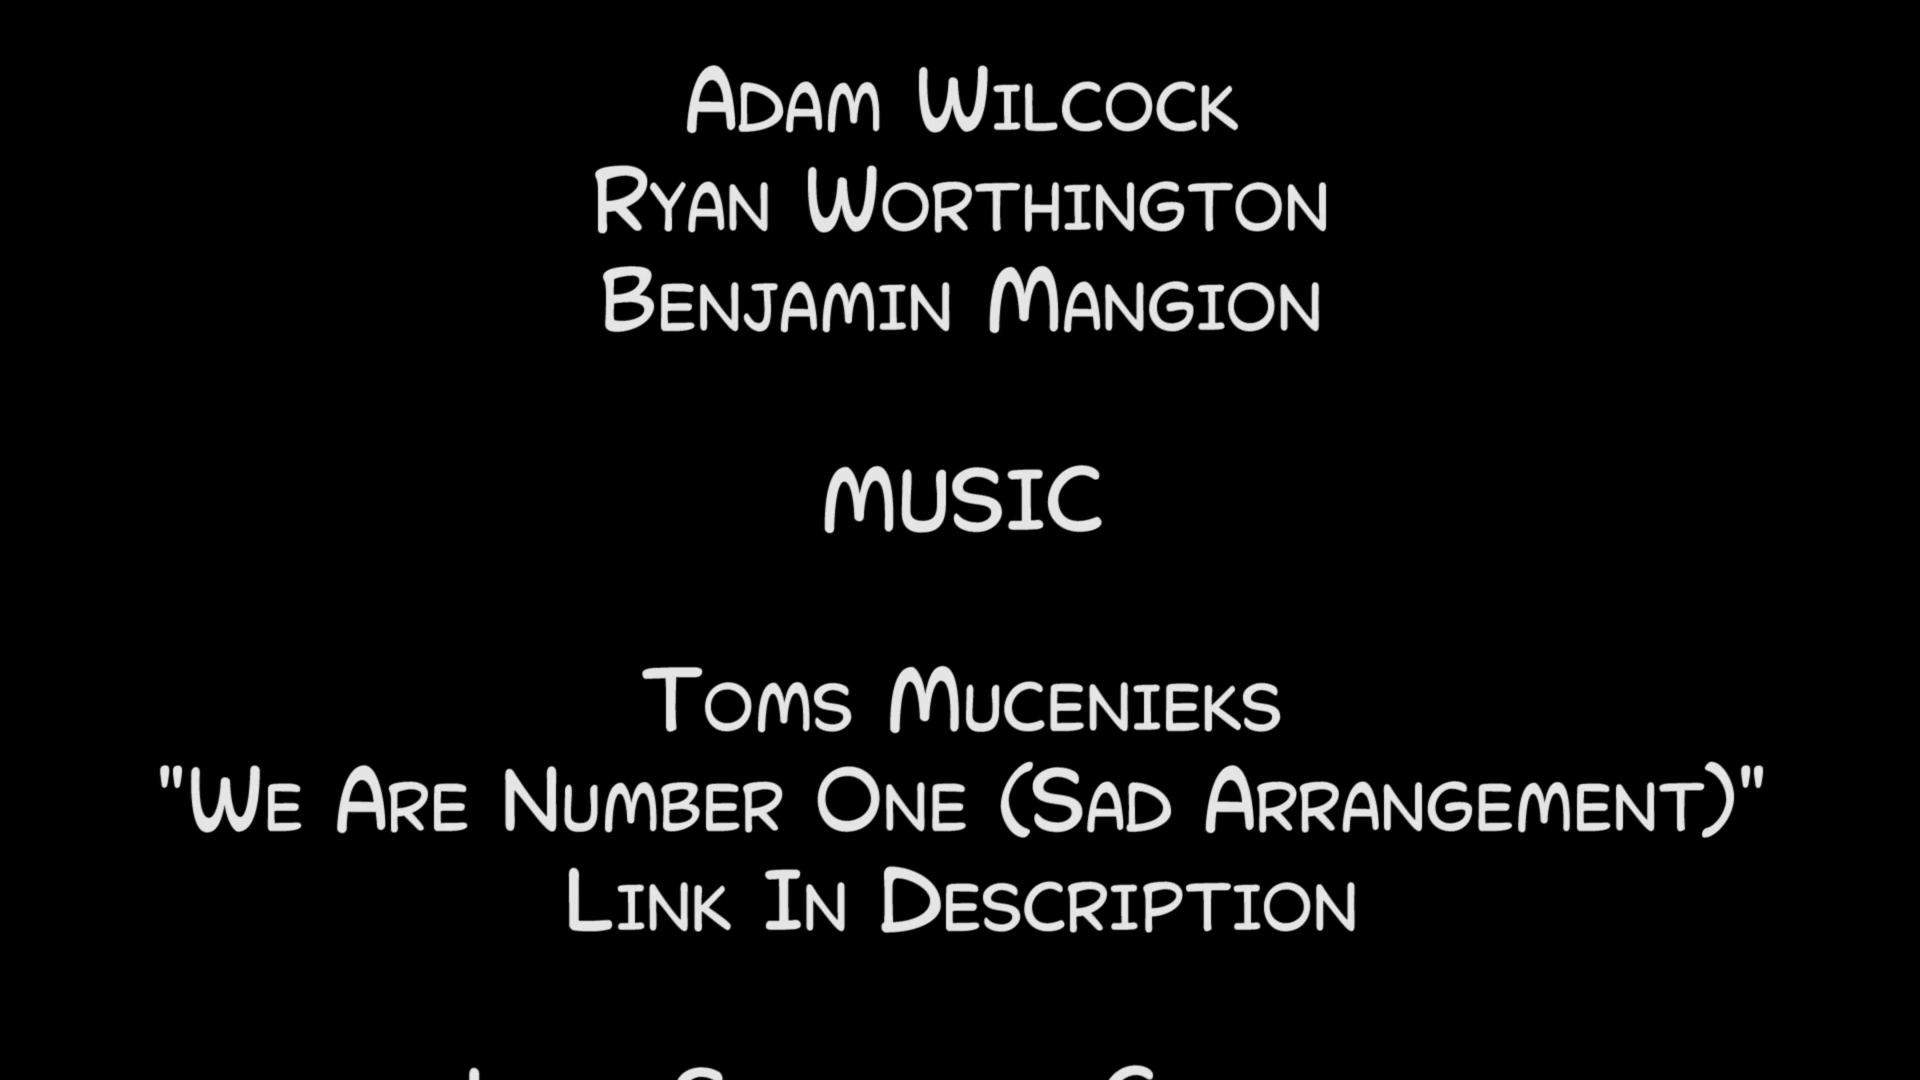 Adam Wilcock
Ryan Worthington
Benjamin Mangion
MUSIC
Toms Mucenieks
"We Are Number One (Sad Arrangement)"
Link In Description